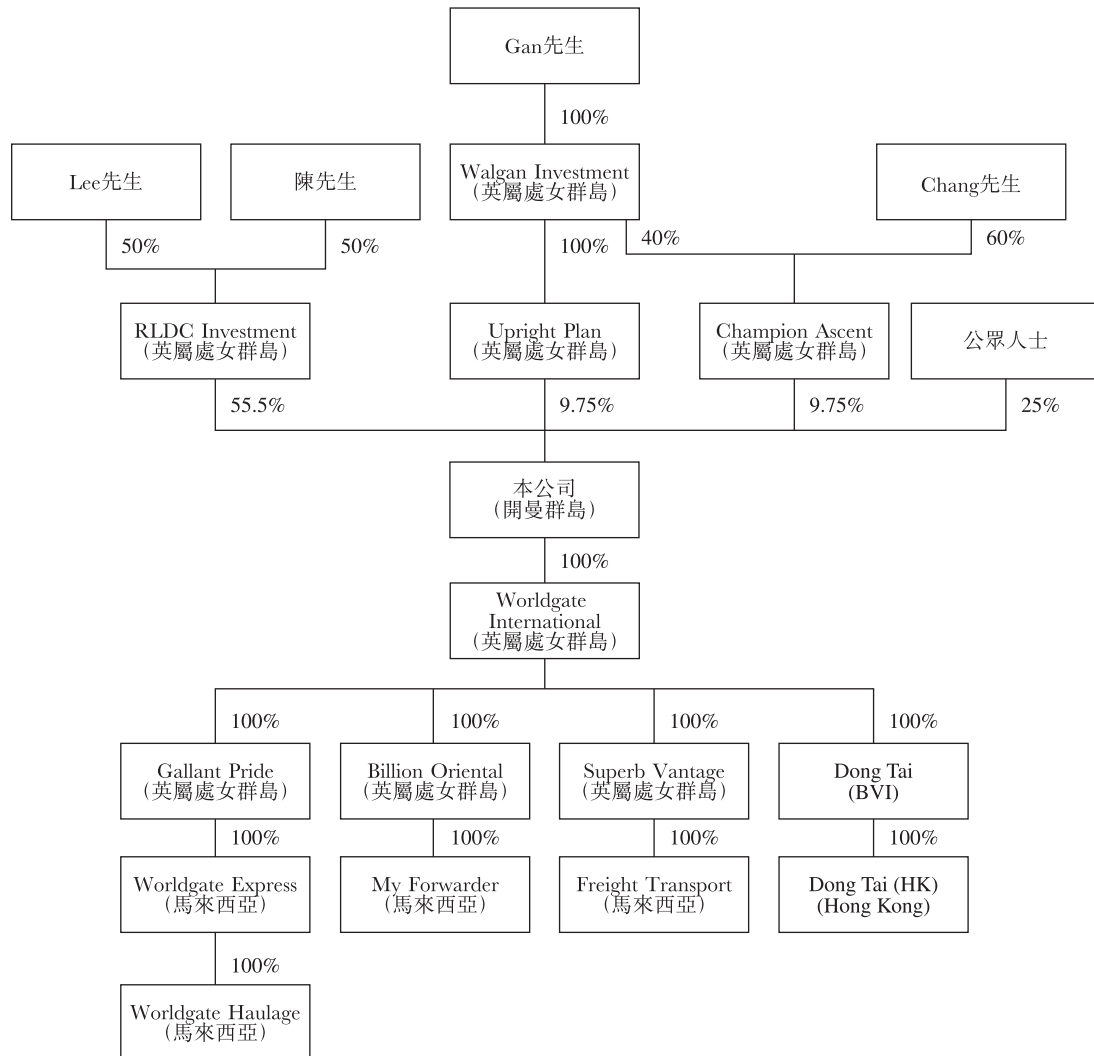 Gan先生
100%
Lee先生
陳先生
Walgan Investment
(英屬處女群島)
Chang先生
50%
50%
100%
40%
60%
RLDC Investment
(英屬處女群島)
Upright Plan
(英屬處女群島)
Champion Ascent
(英屬處女群島)
公眾人士
55.5%
9.75%
9.75%
25%
本公司
(開曼群島)
100%
Worldgate
International
(英屬處女群島)
100%
100%
100%
100%
Gallant Pride
(英屬處女群島)
Billion Oriental
(英屬處女群島)
Superb Vantage
(英屬處女群島)
Dong Tai
(BVI)
100%
100%
100%
100%
Worldgate Express
(馬來西亞)
My Forwarder
(馬來西亞)
Freight Transport
(馬來西亞)
Dong Tai (HK)
(Hong Kong)
100%
Worldgate Haulage
(馬來西亞)